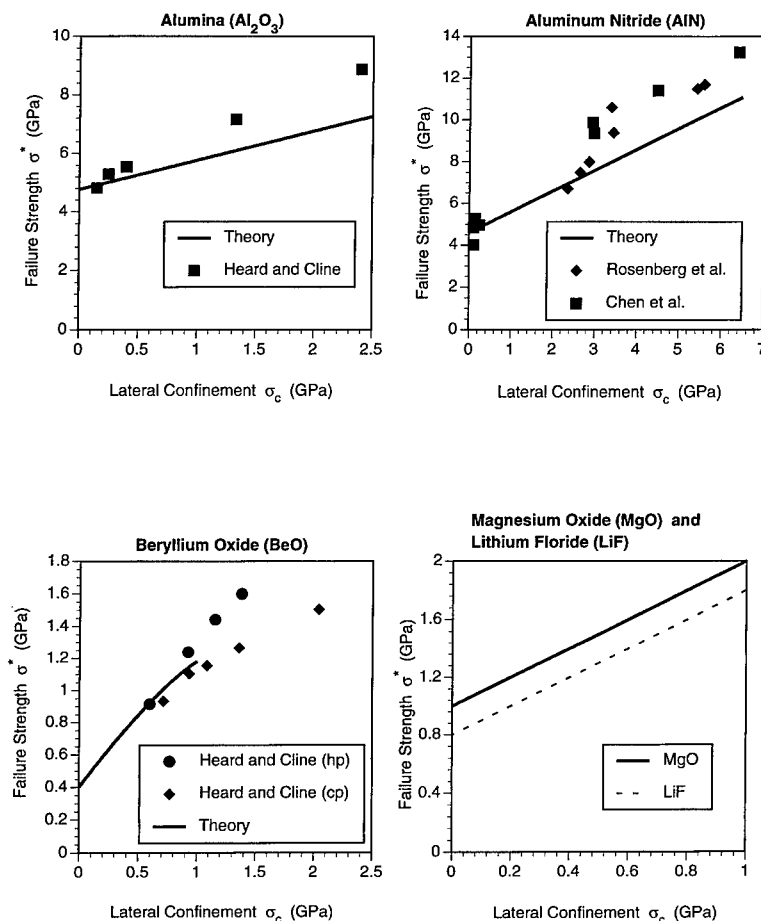 Alumina (Al2O3)
10
8
6
4
2
0
0
0.5
1
1.5
2
2.5
Failure Strength σ* (GPa)
Theory
Heard and Cline
Lateral Confinement σc (GPa)
Aluminum Nitride (AlN)
14
12
10
8
6
4
2
0
0
1
2
3
4
5
6
7
Failure Strength σ* (GPa)
Theory
Rosenberg et al.
Chen et al.
Lateral Confinement σc (GPa)
Beryllium Oxide (BeO)
1.8
1.6
1.4
1.2
1
0.8
0.6
0.4
0.2
0
0
0.5
1
1.5
2
2.5
Failure Strength σ* (GPa)
Heard and Cline (hp)
Heard and Cline (cp)
Theory
Lateral Confinement σc (GPa)
Magnesium Oxide (MgO) and
Lithium Floride (LiF)
2
1.6
1.2
0.8
0.4
0
0
0.2
0.4
0.6
0.8
1
Failure Strength σ* (GPa)
MgO
LiF
Lateral Confinement σc (GPa)